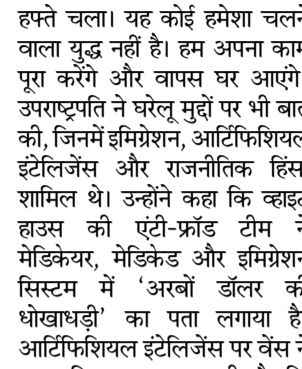 हफ्ते चला। यह कोई हमेशा चलने
वाला युद्ध नहीं है। हम अपना काम
पूरा करेंगे और वापस घर आएंगे
उपराष्ट्रपति ने घरेलू मुद्दों पर भी बात
की, जिनमें इमिग्रेशन, आर्टिफिशियल
इंटेलिजेंस और राजनीतिक हिंसा
शामिल थे। उन्होंने कहा कि व्हाइट
हाउस की एंटी-फ्रॉड टीम ने
मेडिकेयर, मेडिकेड और इमिग्रेशन
सिस्टम में ‘अरबों डॉलर की
धोखाधड़ी’ का पता लगाया है
आर्टिफिशियल इंटेलिजेंस पर वेंस ने